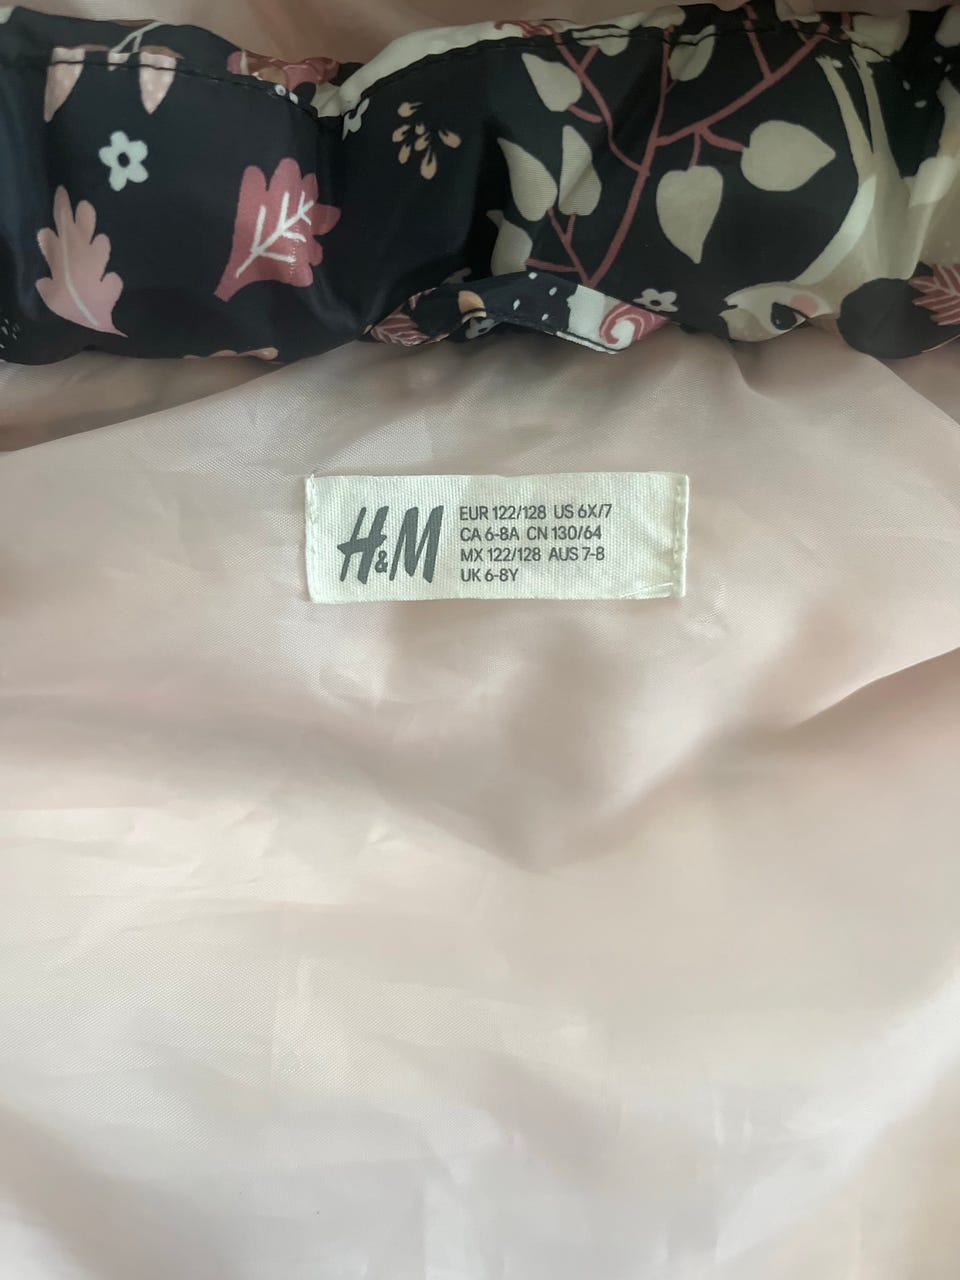 H&M
EUR 122/128 US 6X/7
CA 6-8A CN 130/64
MX 122/128 AUS 7-8
UK 6-8Y